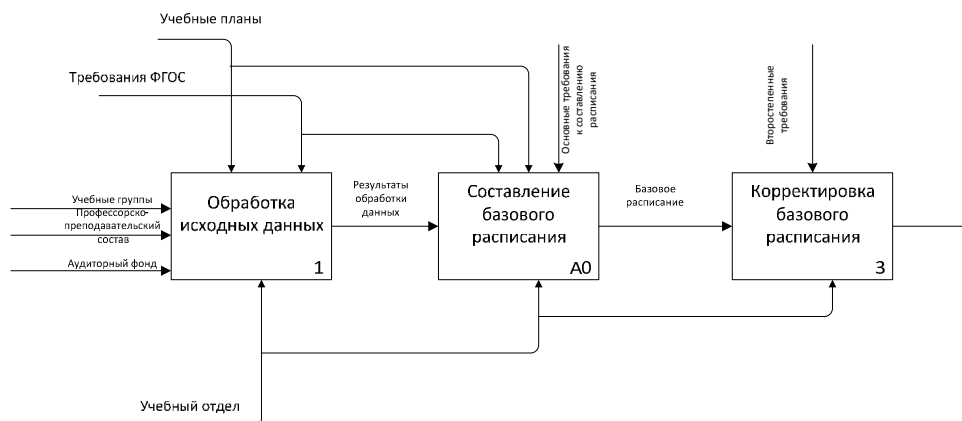 Учебные планы
Требования ФГОС
Основные требования
к составлению
расписания
Второстепенные
требования
Учебные группы
Профессорско-
преподавательский
состав
Аудиторный фонд
Обработка
исходных данных
1
Результаты
обработки
данных
Составление
базового
расписания
A0
Базовое
расписание
Корректировка
базового
расписания
3
Учебный отдел